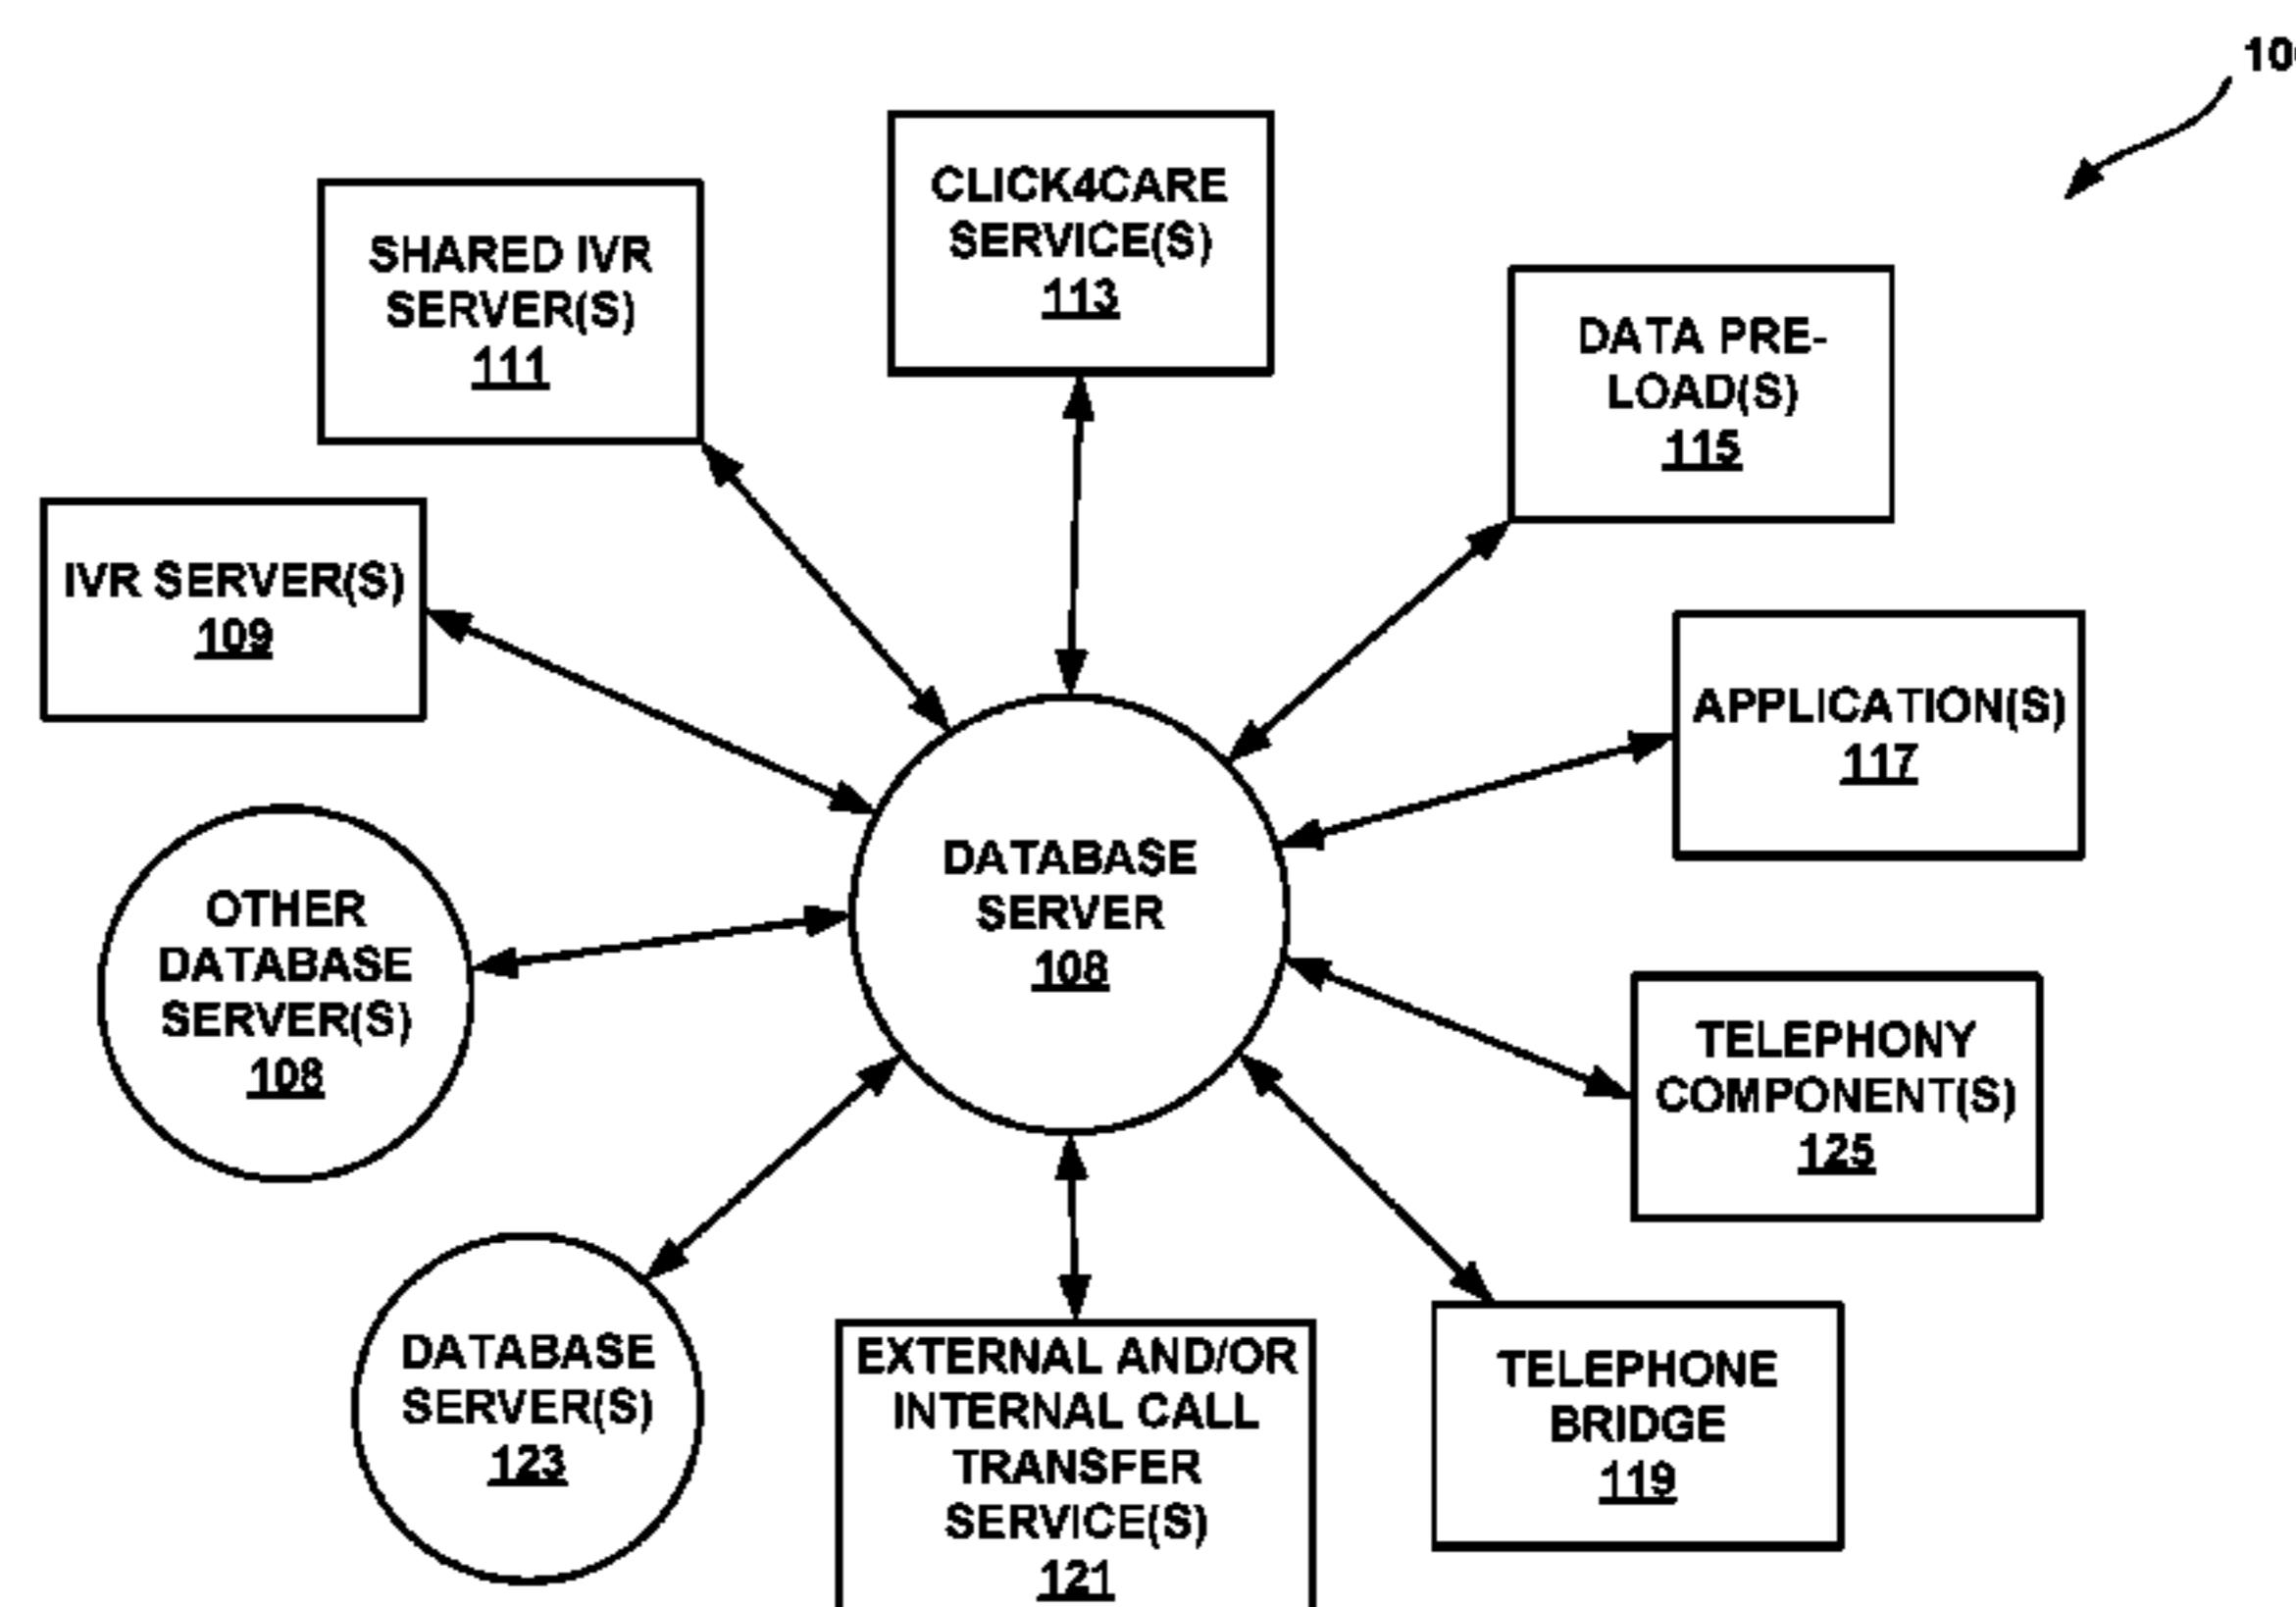 CLICK4CARE
SERVICE(S)
113
SHARED IVR
SERVER(S)
111
DATA PRE-
LOAD(S)
115
IVR SERVER(S)
109
APPLICATION(S)
117
DATABASE
SERVER
108
OTHER
DATABASE
SERVER(S)
108
TELEPHONY
COMPONENT(S)
125
DATABASE
SERVER(S)
123
EXTERNAL AND/OR
INTERNAL CALL
TRANSFER
SERVICE(S)
121
TELEPHONE
BRIDGE
119